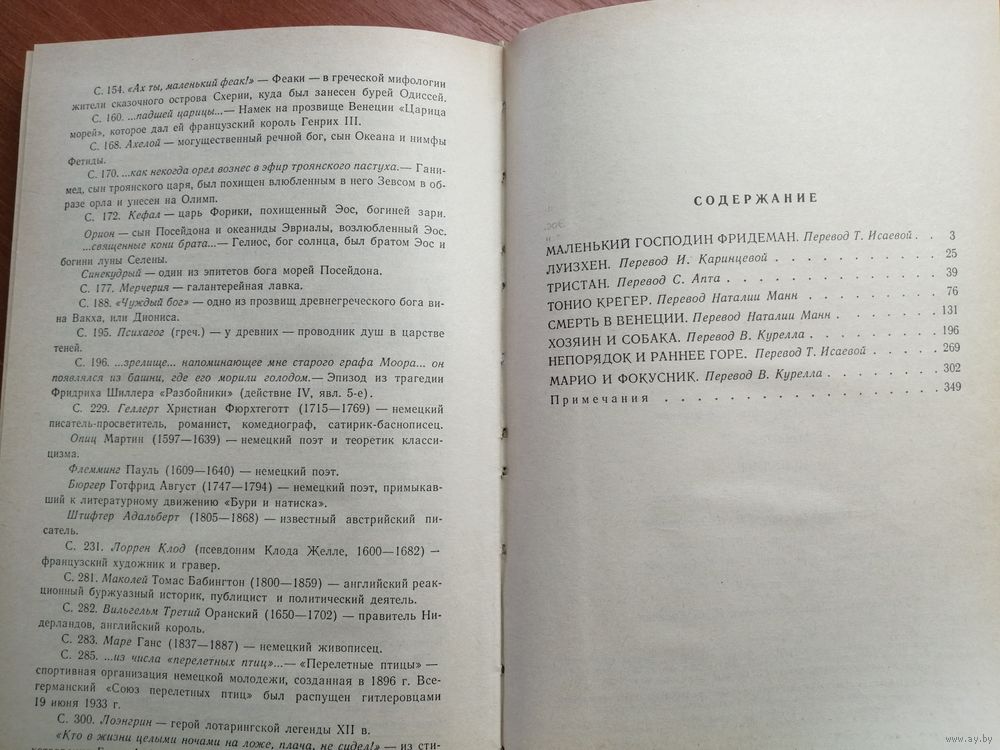 С. 154. «Ах ты, маленький феак!» — Феаки — в греческой мифологии
жители сказочного острова Схерии, куда был занесен бурей Одиссей.
С. 160. ...падшей царицы...— Намек на прозвище Венеции «Царица
морей», которое дал ей французский король Генрих III.
С. 168. Ахелой — могущественный речной бог, сын Океана и нимфы
Фетиды.
С. 170. ...как некогда орел вознес в эфир троянского пастуха.— Гани-
мед, сын троянского царя, был похищен влюбленным в него Зевсом в об-
разе орла и унесен на Олимп.
С. 172. Кефал — царь Форики, похищенный Эос, богиней зари.
Орион — сын Посейдона и океаниды Эвриалы, возлюбленный Эос.
...священные кони брата...— Гелиос, бог солнца, был братом Эос и
богини луны Селены.
Синекудрый — один из эпитетов бога морей Посейдона.
С. 177. Мерчерия — галантерейная лавка.
С. 188. «Чуждый бог» — одно из прозвищ древнегреческого бога ви-
на Вакха, или Диониса.
С. 195. Психагог (греч.) — у древних — проводник душ в царстве
теней.
С. 196. ...зрелище... напоминающее мне старого графа Моора... он
появлялся из башни, где его морили голодом.— Эпизод из трагедии
Фридриха Шиллера «Разбойники» (действие IV, явл. 5-е).
С. 229. Геллерт Христиан Фюрхтеготт (1715—1769) — немецкий
писатель-просветитель, романист, комедиограф, сатирик-баснописец.
Опиц Мартин (1597—1639) — немецкий поэт и теоретик класси-
цизма.
Флемминг Пауль (1609—1640) — немецкий поэт.
Бюргер Готфрид Август (1747—1794) — немецкий поэт, примыкав-
ший к литературному движению «Бури и натиска».
Штифтер Адальберт (1805—1868) — известный австрийский пи-
сатель.
С. 231. Лоррен Клод (псевдоним Клода Желле, 1600—1682) —
французский художник и гравер.
С. 281. Маколей Томас Бабингтон (1800—1859) — английский реак-
ционный буржуазный историк, публицист и политический деятель.
С. 282. Вильгельм Третий Оранский (1650—1702) — правитель Ни-
дерландов, английский король.
С. 283. Маре Ганс (1837—1887) — немецкий живописец.
С. 285. ...из числа «перелетных птиц»...— «Перелетные птицы» —
спортивная организация немецкой молодежи, созданная в 1896 г. Все-
германский «Союз перелетных птиц» был распущен гитлеровцами
19 июня 1933 г.
С. 300. Лоэнгрин — герой лотарингской легенды XII в.
«Кто в жизни целыми ночами на ложе, плача, не сидел!» — из сти-
СОДЕРЖАНИЕ
МАЛЕНЬКИЙ ГОСПОДИН ФРИДЕМАН. Перевод Т. Исаевой . . 3
ЛУИЗХЕН. Перевод И. Каринцевой . . . . . . . . . . 25
ТРИСТАН. Перевод С. Апта . . . . . . . . . . . . 39
ТОНИО КРЕГЕР. Перевод Наталии Манн . . . . . . . . 76
СМЕРТЬ В ВЕНЕЦИИ. Перевод Наталии Манн . . . . . . 131
ХОЗЯИН И СОБАКА. Перевод В. Курелла . . . . . . . . 196
НЕПОРЯДОК И РАННЕЕ ГОРЕ. Перевод Т. Исаевой . . . . 269
МАРИО И ФОКУСНИК. Перевод В. Курелла . . . . . . . 302
Примечания . . . . . . . . . . . . . . . . 349
www.ay.by